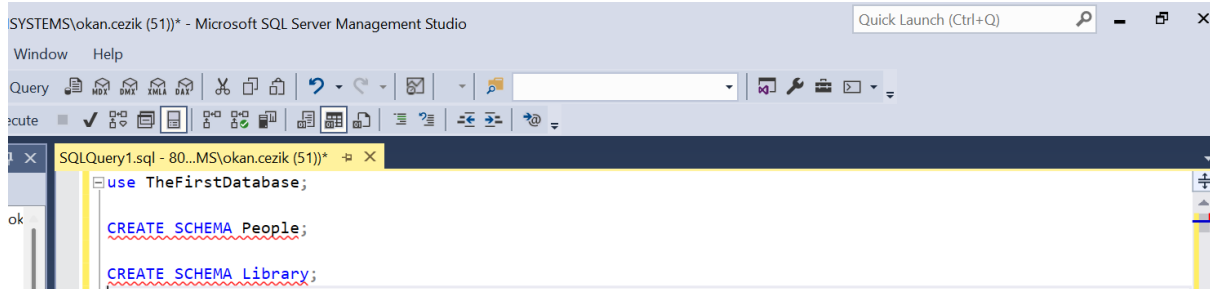 SYSTEMS\okan.cezik (51))* - Microsoft SQL Server Management Studio
Quick Launch (Ctrl+Q)
Window Help
Query MDX DMX XMLA DAX
ecute
SQLQuery1.sql - 80...MS\okan.cezik (51))*
use TheFirstDatabase;
ok
CREATE SCHEMA People;
CREATE SCHEMA Library;